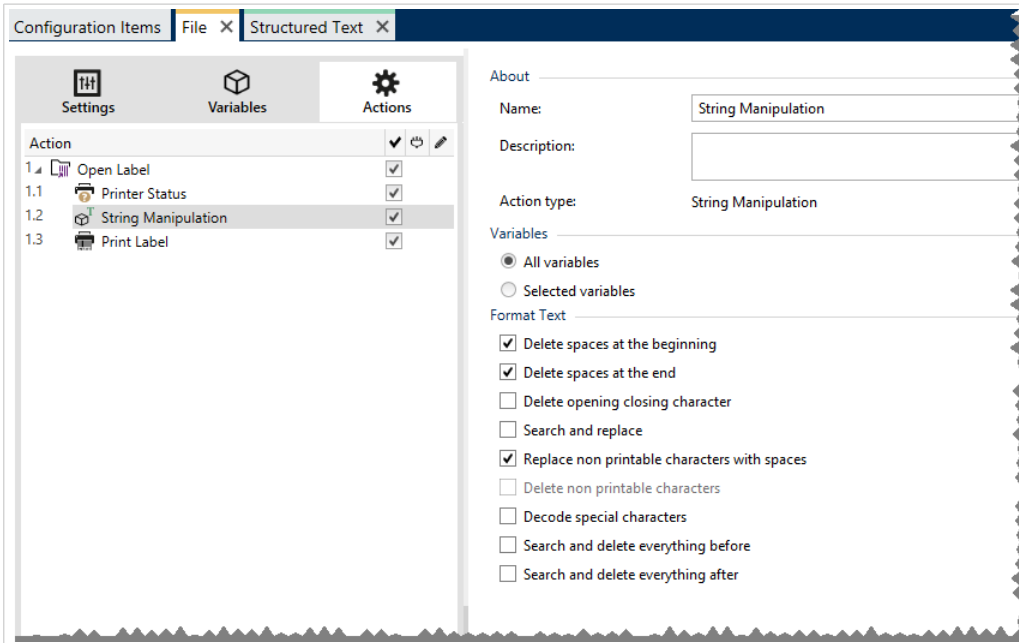 Configuration Items File Structured Text
Settings Variables Actions
Action
1 Open Label
1.1 Printer Status
1.2 String Manipulation
1.3 Print Label
About
Name: String Manipulation
Description:
Action type: String Manipulation
Variables
All variables
Selected variables
Format Text
Delete spaces at the beginning
Delete spaces at the end
Delete opening closing character
Search and replace
Replace non printable characters with spaces
Delete non printable characters
Decode special characters
Search and delete everything before
Search and delete everything after